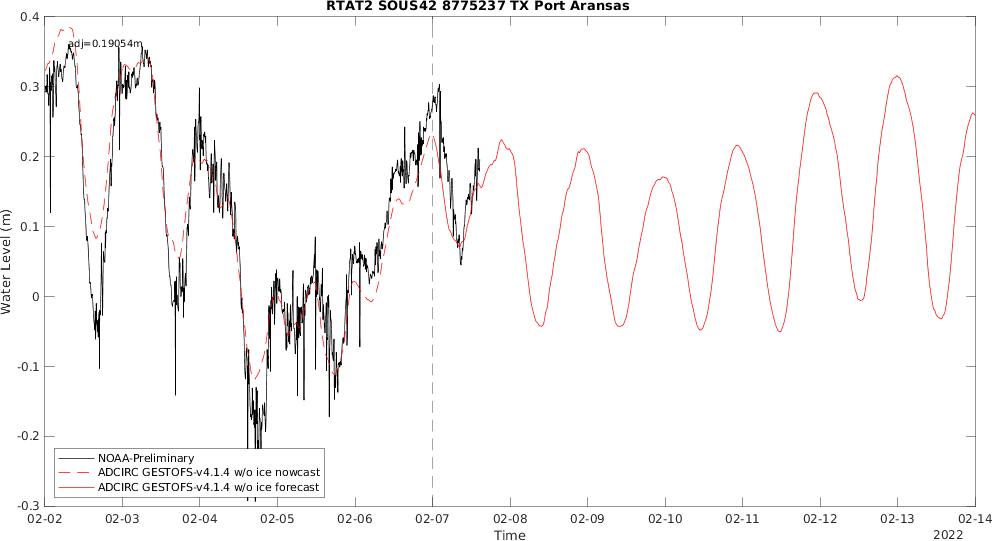 RTAT2 SOUS42 8775237 TX Port Aransas
adj=0.19054m
Water Level (m)
0.4
0.3
0.2
0.1
0
-0.1
-0.2
-0.3
NOAA-Preliminary
ADCIRC GESTOFS-v4.1.4 w/o ice nowcast
ADCIRC GESTOFS-v4.1.4 w/o ice forecast
02-02 02-03 02-04 02-05 02-06 02-07 02-08 02-09 02-10 02-11 02-12 02-13 02-14
Time
2022